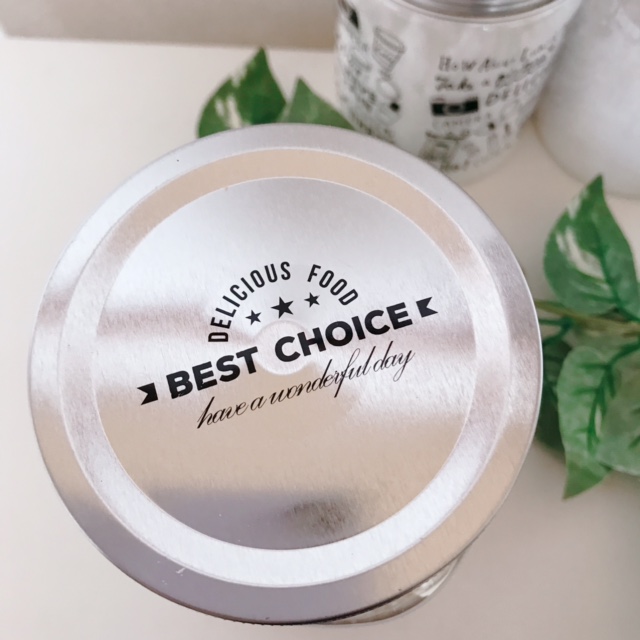 DELICIOUS FOOD
BEST CHOICE
have a wonderful day